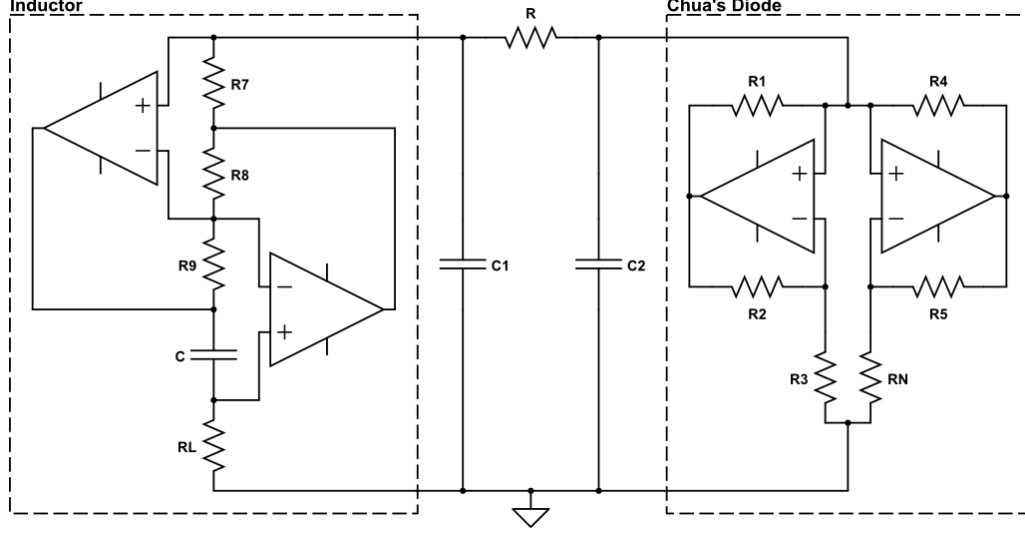 Inductor
Chua's Diode
R
R7
R1
R4
+
+
−
−
R8
+
−
R9
−
+
C1
C2
R2
R5
C
R3
RN
RL